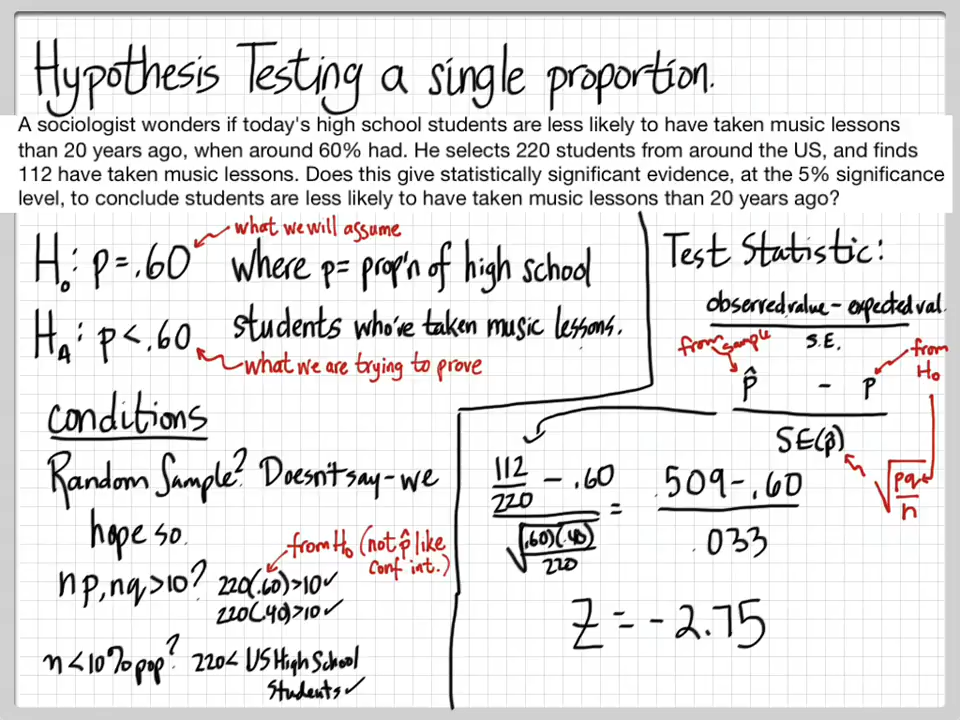 Hypothesis Testing a single proportion.
A sociologist wonders if today's high school students are less likely to have taken music lessons
than 20 years ago, when around 60% had. He selects 220 students from around the US, and finds
112 have taken music lessons. Does this give statistically significant evidence, at the 5% significance
level, to conclude students are less likely to have taken music lessons than 20 years ago?
what we will assume
H₀: p = .60 where p = prop'n of high school
students who've taken music lessons.
H_A: p < .60
what we are trying to prove
conditions
Random Sample? Doesn't say - we
hope so.
from H₀ (not p̂ like
conf int.)
np, nq > 10? 220(.60) > 10 ✓
220(.40) > 10 ✓
n < 10% pop? 220 < US High School
Students ✓
Test Statistic:
observed value - expected val.
S.E.
from sample
from
H₀
p̂ - p
SE(p̂)
√(pq/n)
112/220 - .60 = .509 - .60
√((.60)(.40)/220) .033
Z = -2.75